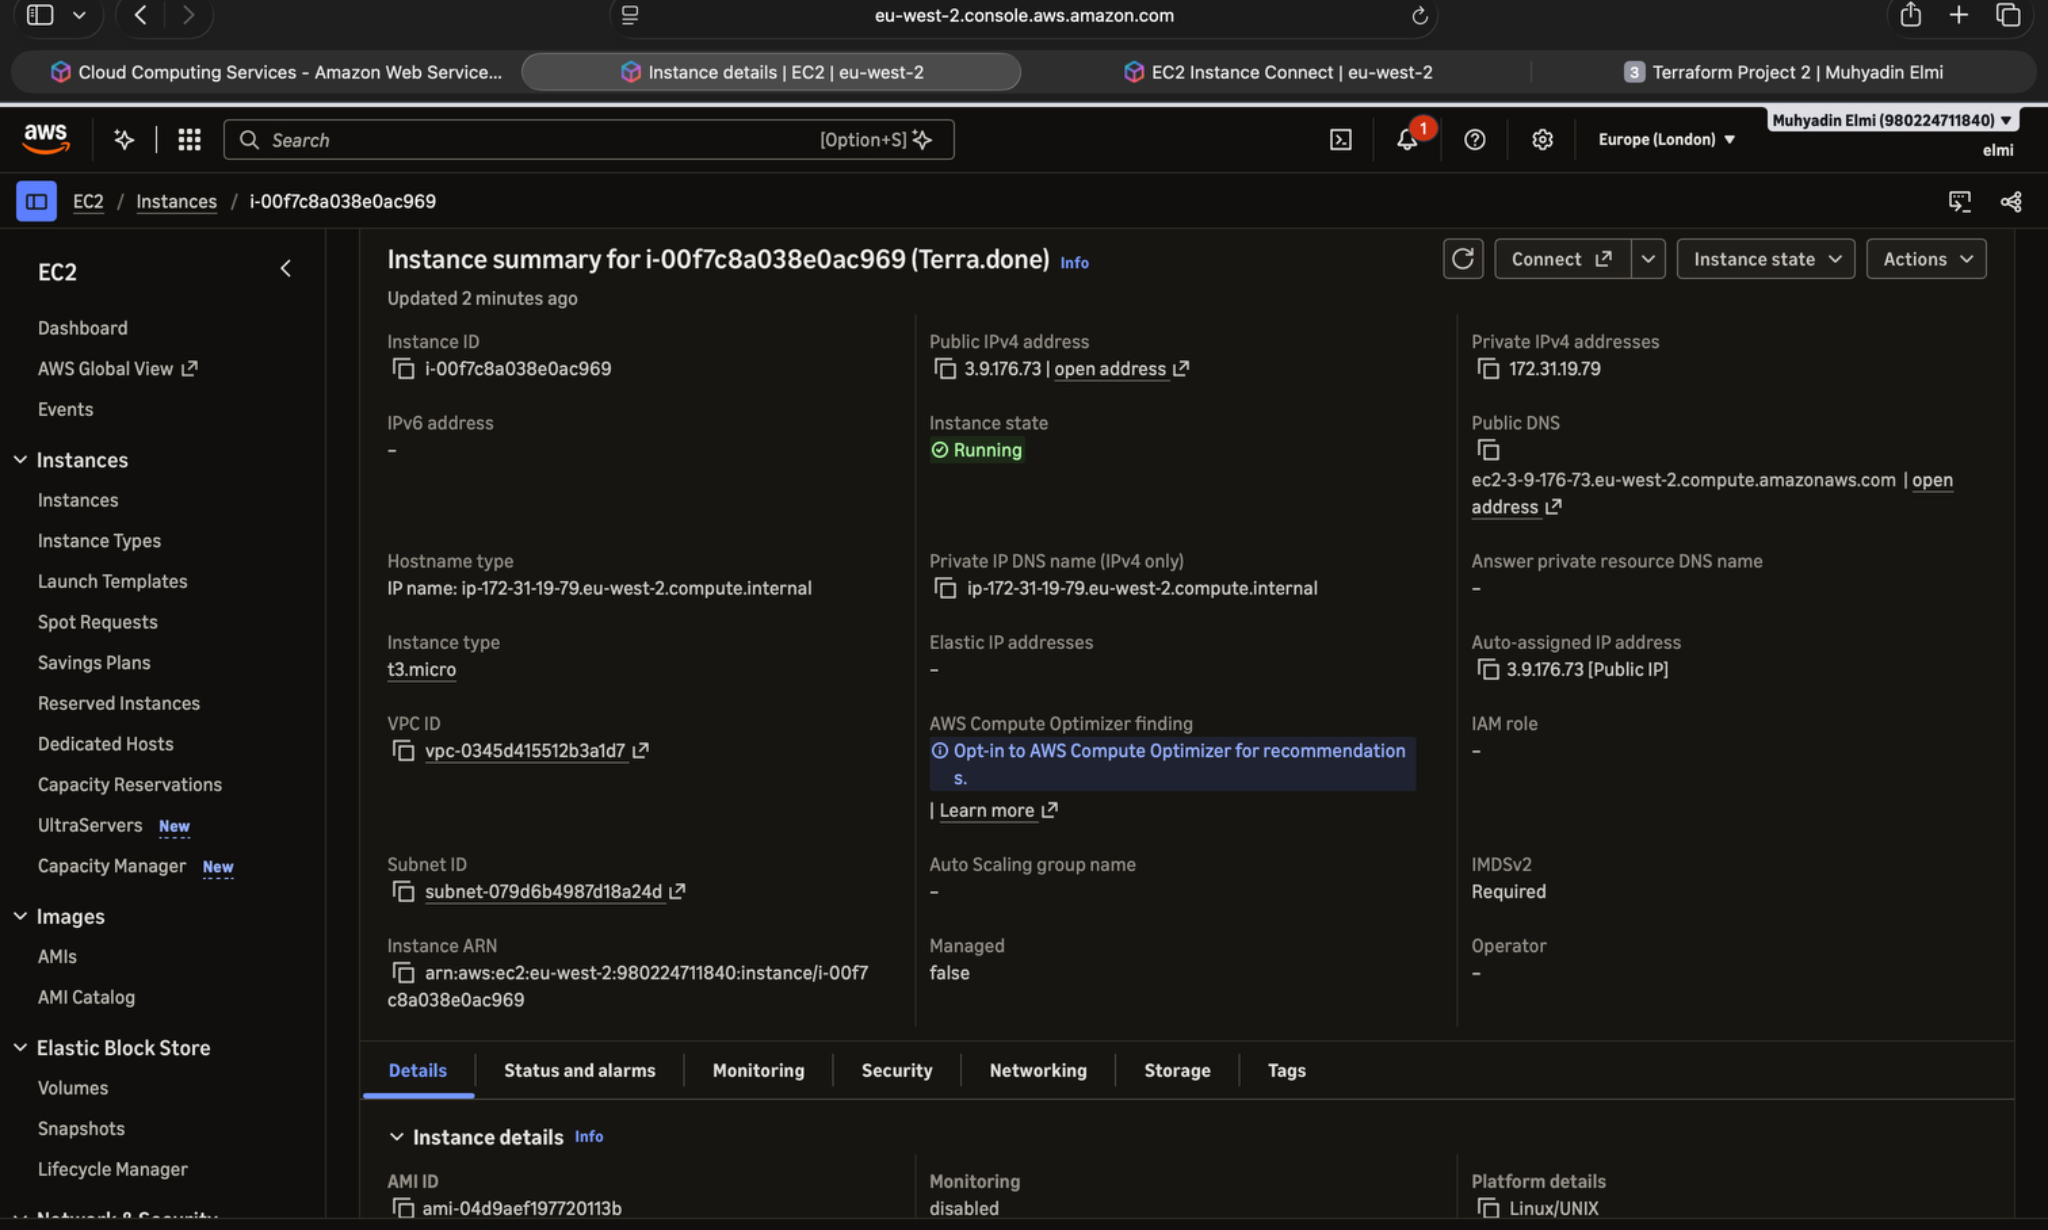 eu-west-2.console.aws.amazon.com
Cloud Computing Services - Amazon Web Service...
Instance details | EC2 | eu-west-2
EC2 Instance Connect | eu-west-2
3 Terraform Project 2 | Muhyadin Elmi
aws
Search
[Option+S]
1
Europe (London)
Muhyadin Elmi (980224711840)
elmi
EC2 / Instances / i-00f7c8a038e0ac969
EC2
Dashboard
AWS Global View
Events
Instances
Instances
Instance Types
Launch Templates
Spot Requests
Savings Plans
Reserved Instances
Dedicated Hosts
Capacity Reservations
UltraServers New
Capacity Manager New
Images
AMIs
AMI Catalog
Elastic Block Store
Volumes
Snapshots
Lifecycle Manager
Network & Security
Instance summary for i-00f7c8a038e0ac969 (Terra.done) Info
Updated 2 minutes ago
Connect
Instance state
Actions
Instance ID
i-00f7c8a038e0ac969
Public IPv4 address
3.9.176.73 | open address
Private IPv4 addresses
172.31.19.79
IPv6 address
–
Instance state
Running
Public DNS
ec2-3-9-176-73.eu-west-2.compute.amazonaws.com | open
address
Hostname type
IP name: ip-172-31-19-79.eu-west-2.compute.internal
Private IP DNS name (IPv4 only)
ip-172-31-19-79.eu-west-2.compute.internal
Answer private resource DNS name
–
Instance type
t3.micro
Elastic IP addresses
–
Auto-assigned IP address
3.9.176.73 [Public IP]
VPC ID
vpc-0345d415512b3a1d7
AWS Compute Optimizer finding
Opt-in to AWS Compute Optimizer for recommendation
s.
| Learn more
IAM role
–
Subnet ID
subnet-079d6b4987d18a24d
Auto Scaling group name
–
IMDSv2
Required
Instance ARN
arn:aws:ec2:eu-west-2:980224711840:instance/i-00f7
c8a038e0ac969
Managed
false
Operator
–
Details
Status and alarms
Monitoring
Security
Networking
Storage
Tags
Instance details Info
AMI ID
ami-04d9aef197720113b
Monitoring
disabled
Platform details
Linux/UNIX